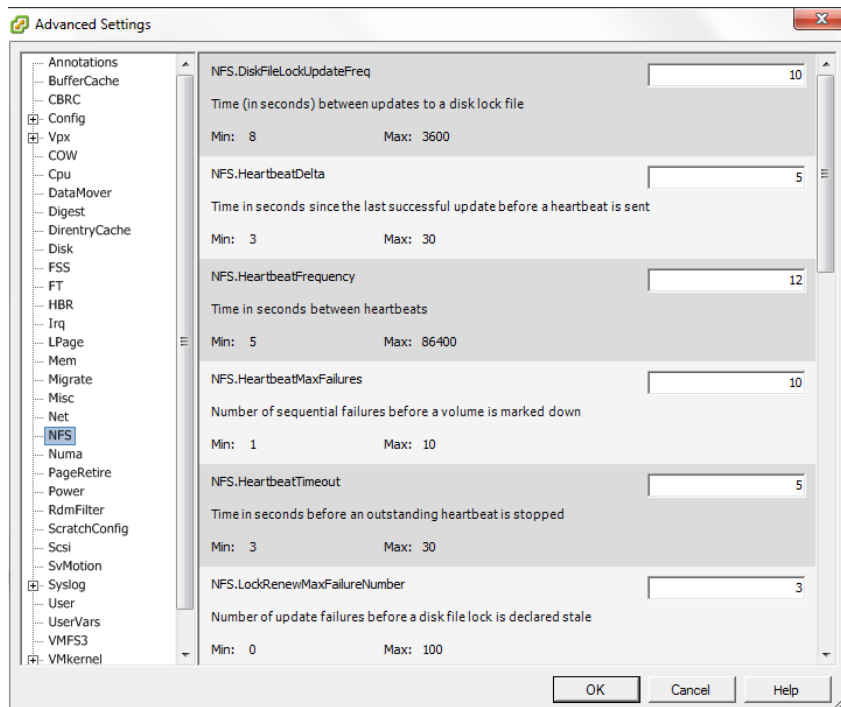 Advanced Settings
Annotations
BufferCache
CBRC
Config
Vpx
COW
Cpu
DataMover
Digest
DirentryCache
Disk
FSS
FT
HBR
Irq
LPage
Mem
Migrate
Misc
Net
NFS
Numa
PageRetire
Power
RdmFilter
ScratchConfig
Scsi
SvMotion
Syslog
User
UserVars
VMFS3
VMkernel
NFS.DiskFileLockUpdateFreq 10
Time (in seconds) between updates to a disk lock file
Min: 8 Max: 3600
NFS.HeartbeatDelta 5
Time in seconds since the last successful update before a heartbeat is sent
Min: 3 Max: 30
NFS.HeartbeatFrequency 12
Time in seconds between heartbeats
Min: 5 Max: 86400
NFS.HeartbeatMaxFailures 10
Number of sequential failures before a volume is marked down
Min: 1 Max: 10
NFS.HeartbeatTimeout 5
Time in seconds before an outstanding heartbeat is stopped
Min: 3 Max: 30
NFS.LockRenewMaxFailureNumber 3
Number of update failures before a disk file lock is declared stale
Min: 0 Max: 100
OK Cancel Help